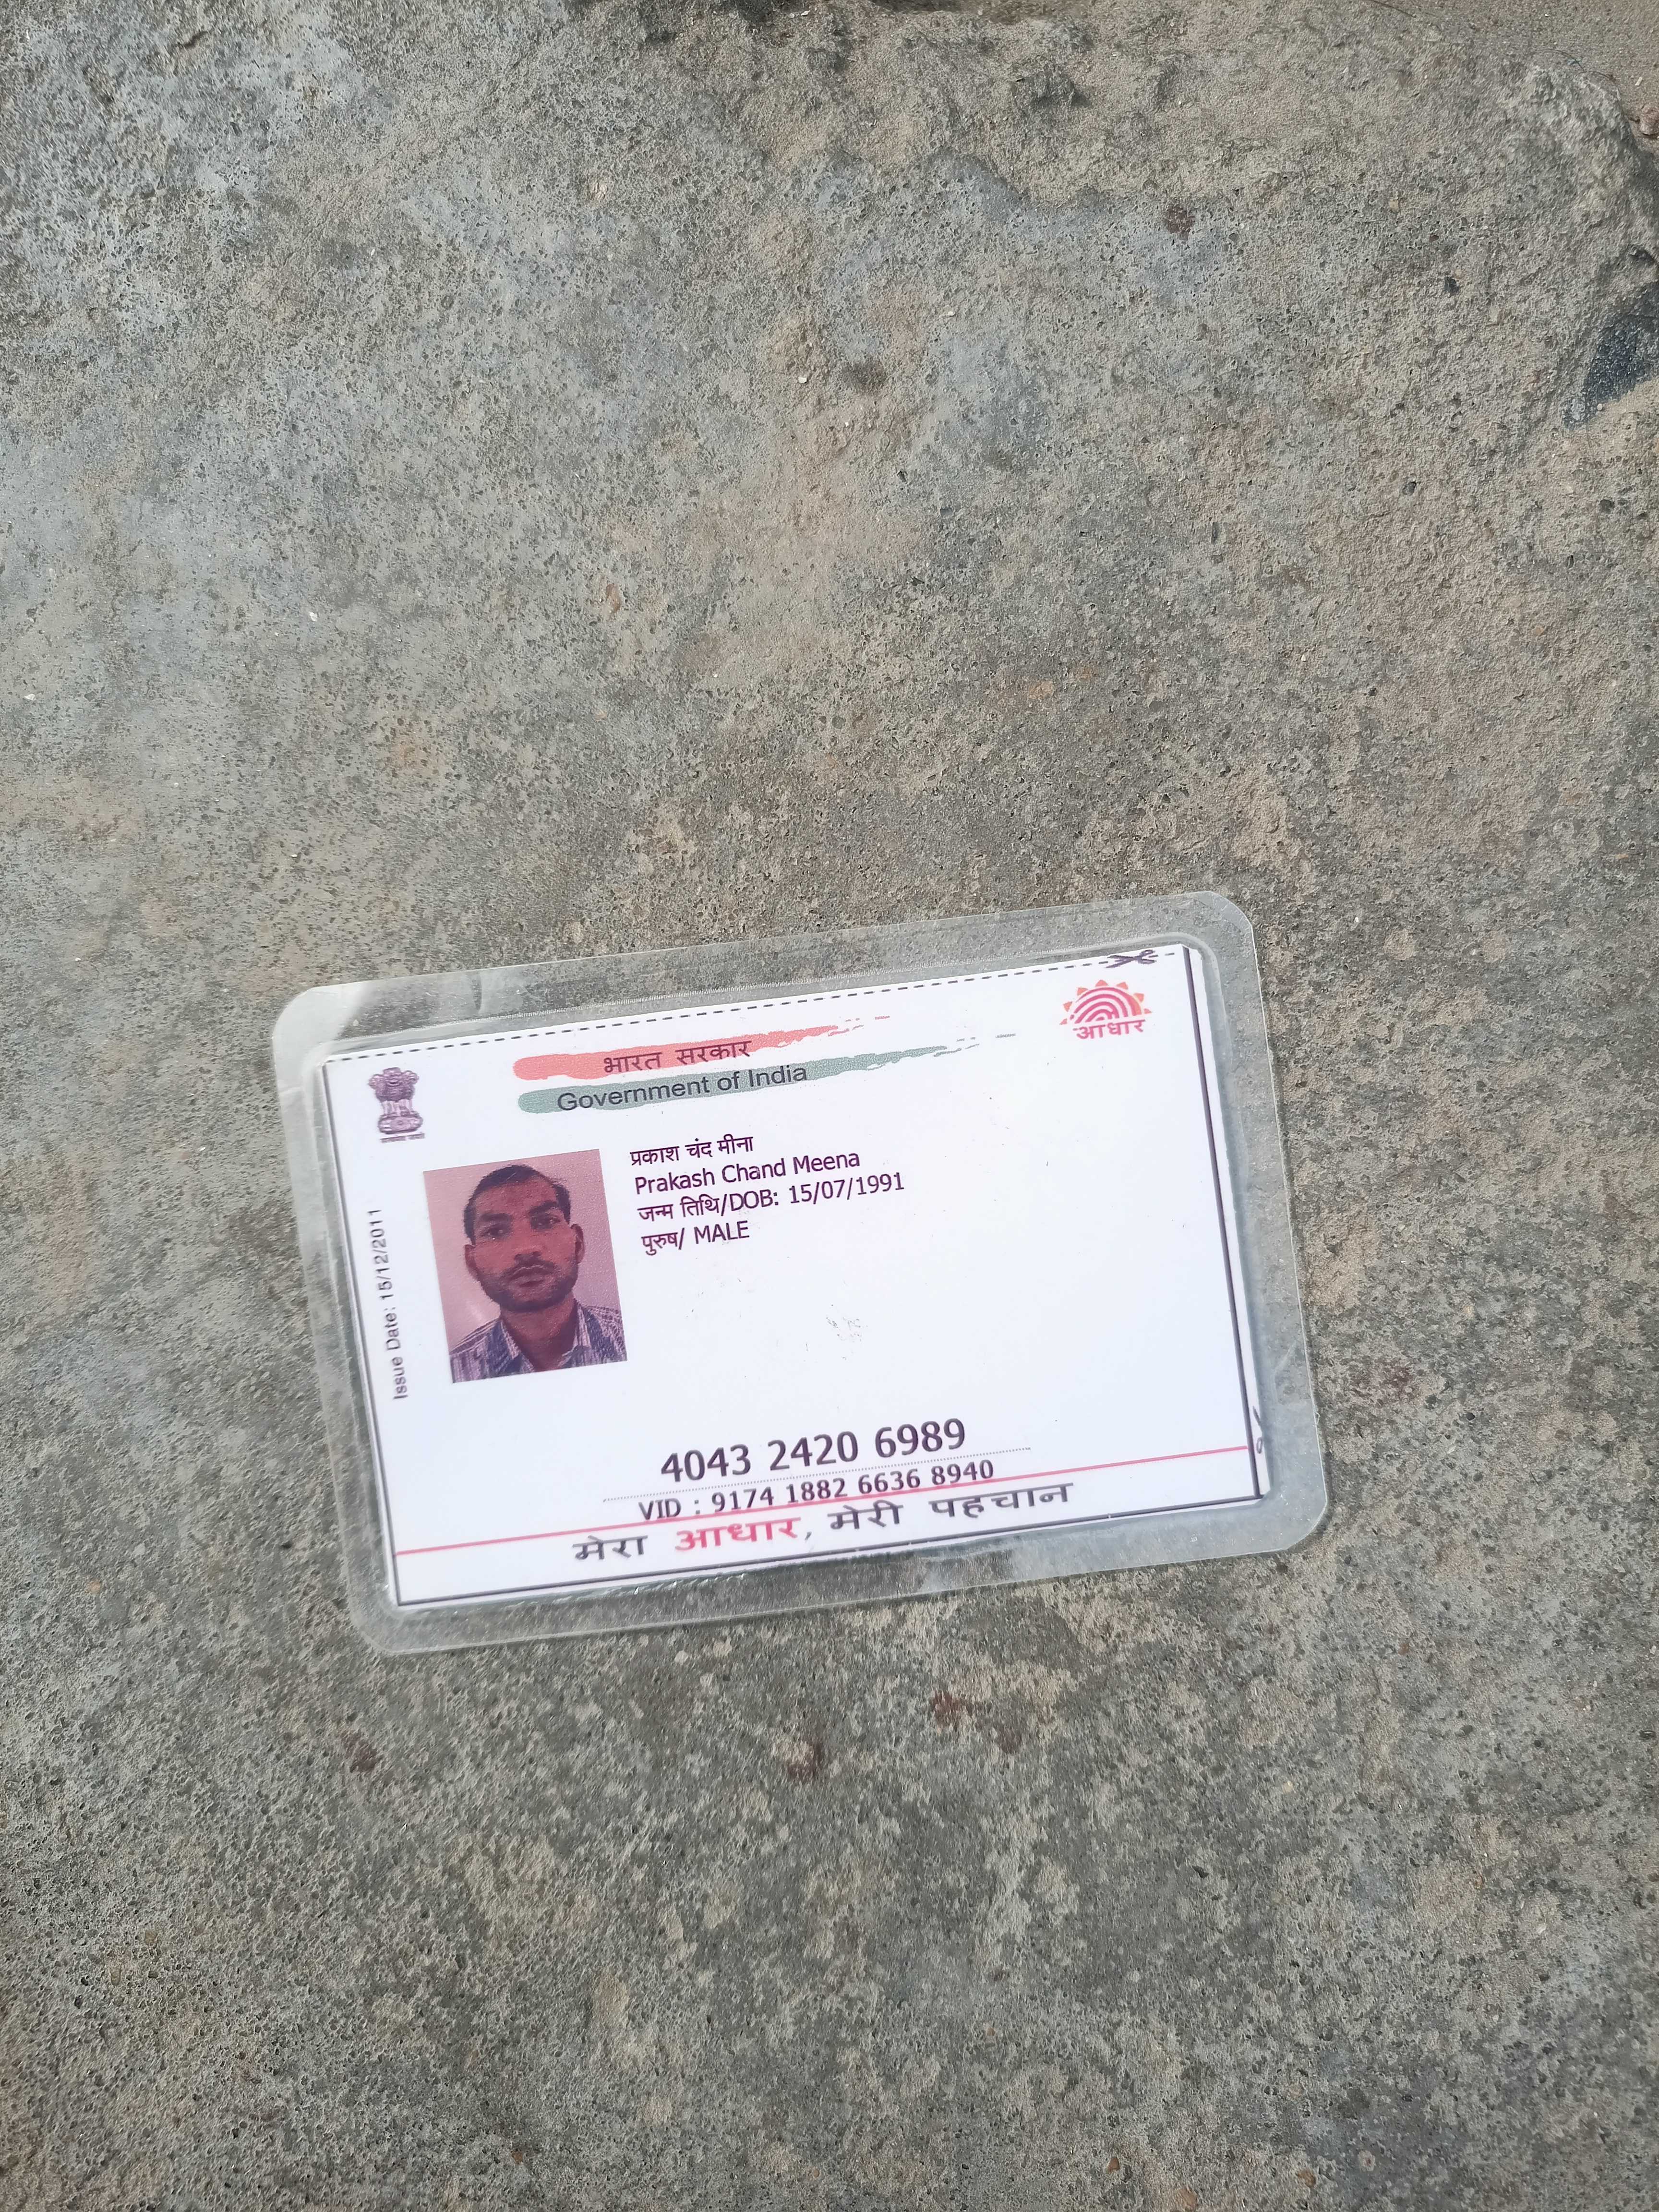 भारत सरकार
Government of India
आधार
प्रकाश चंद मीना
Prakash Chand Meena
जन्म तिथि/DOB: 15/07/1991
पुरुष/ MALE
Issue Date: 15/12/2011
4043 2420 6989
VID : 9174 1882 6636 8940
मेरा आधार, मेरी पहचान